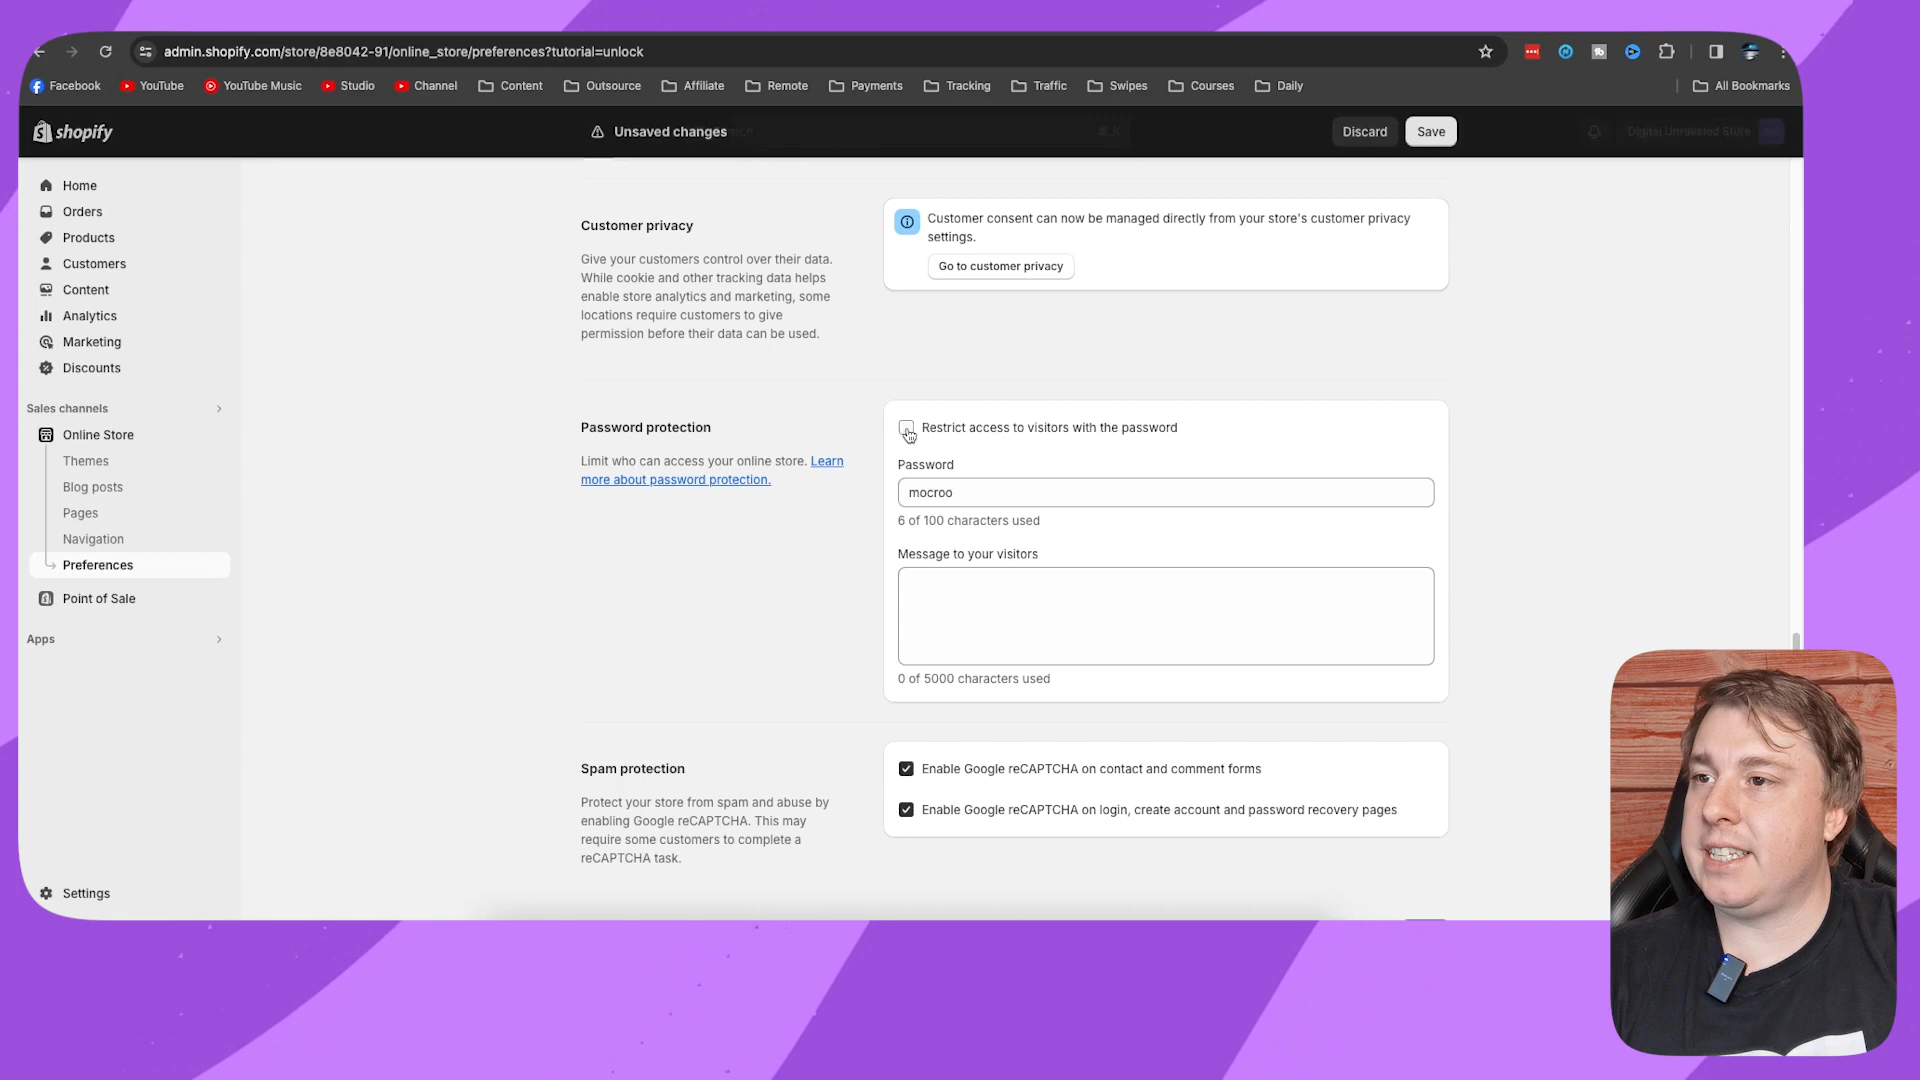 admin.shopify.com/store/8e8042-91/online_store/preferences?tutorial=unlock
Facebook YouTube YouTube Music Studio Channel Content Outsource Affiliate Remote Payments Tracking Traffic Swipes Courses Daily All Bookmarks
shopify Unsaved changes Discard Save Digital Unraveled Store
Home
Orders
Products
Customers
Content
Analytics
Marketing
Discounts
Sales channels
Online Store
Themes
Blog posts
Pages
Navigation
Preferences
Point of Sale
Apps
Settings
Customer privacy
Give your customers control over their data.
While cookie and other tracking data helps
enable store analytics and marketing, some
locations require customers to give
permission before their data can be used.
Customer consent can now be managed directly from your store's customer privacy
settings.
Go to customer privacy
Password protection
Limit who can access your online store. Learn
more about password protection.
Restrict access to visitors with the password
Password
mocroo
6 of 100 characters used
Message to your visitors
0 of 5000 characters used
Spam protection
Protect your store from spam and abuse by
enabling Google reCAPTCHA. This may
require some customers to complete a
reCAPTCHA task.
Enable Google reCAPTCHA on contact and comment forms
Enable Google reCAPTCHA on login, create account and password recovery pages